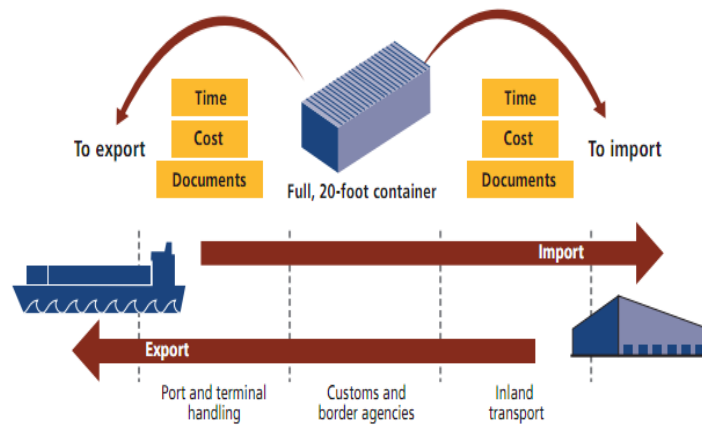 Time
Cost
Documents
To export
Full, 20-foot container
Time
Cost
Documents
To import
Import
Export
Port and terminal
handling
Customs and
border agencies
Inland
transport